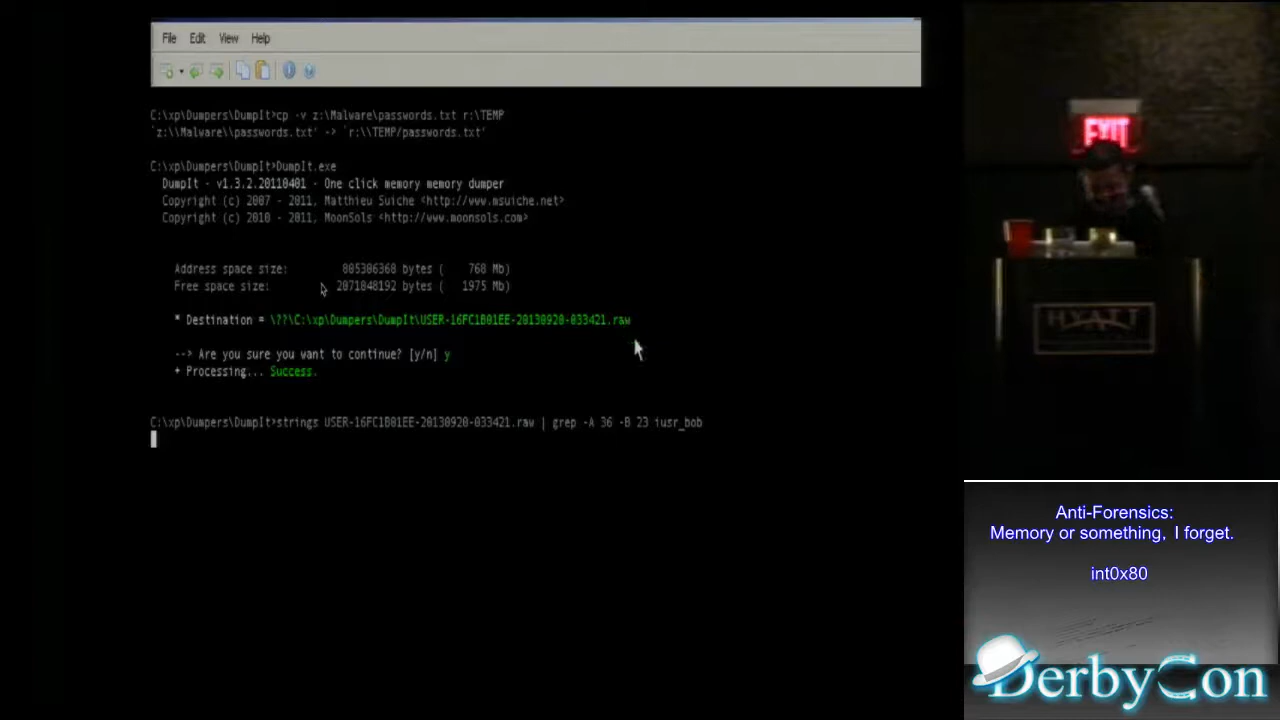 File Edit View Help
C:\xp\Dumpers\DumpIt>cp -v z:\Malware\passwords.txt r:\TEMP
`z:\\Malware\\passwords.txt' -> `r:\\TEMP/passwords.txt'
C:\xp\Dumpers\DumpIt>DumpIt.exe
DumpIt - v1.3.2.20110401 - One click memory memory dumper
Copyright (c) 2007 - 2011, Matthieu Suiche <http://www.msuiche.net>
Copyright (c) 2010 - 2011, MoonSols <http://www.moonsols.com>
Address space size: 805306368 bytes ( 768 Mb)
Free space size: 2071048192 bytes ( 1975 Mb)
* Destination = \??\C:\xp\Dumpers\DumpIt\USER-16FC1B01EE-20130920-033421.raw
--> Are you sure you want to continue? [y/n] y
+ Processing... Success.
C:\xp\Dumpers\DumpIt>strings USER-16FC1B01EE-20130920-033421.raw | grep -A 36 -B 23 iusr_bob
EXIT
HYATT
Anti-Forensics:
Memory or something, I forget.
int0x80
DerbyCon